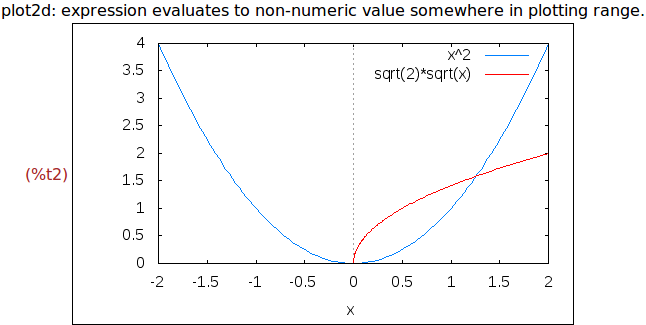 plot2d: expression evaluates to non-numeric value somewhere in plotting range.
4
x^2
3.5
sqrt(2)*sqrt(x)
3
2.5
(%t2)
2
1.5
1
0.5
0
-2 -1.5 -1 -0.5 0 0.5 1 1.5 2
x